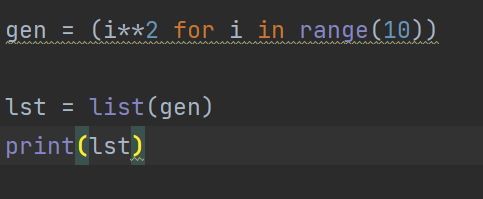 gen = (i**2 for i in range(10))
lst = list(gen)
print(lst)